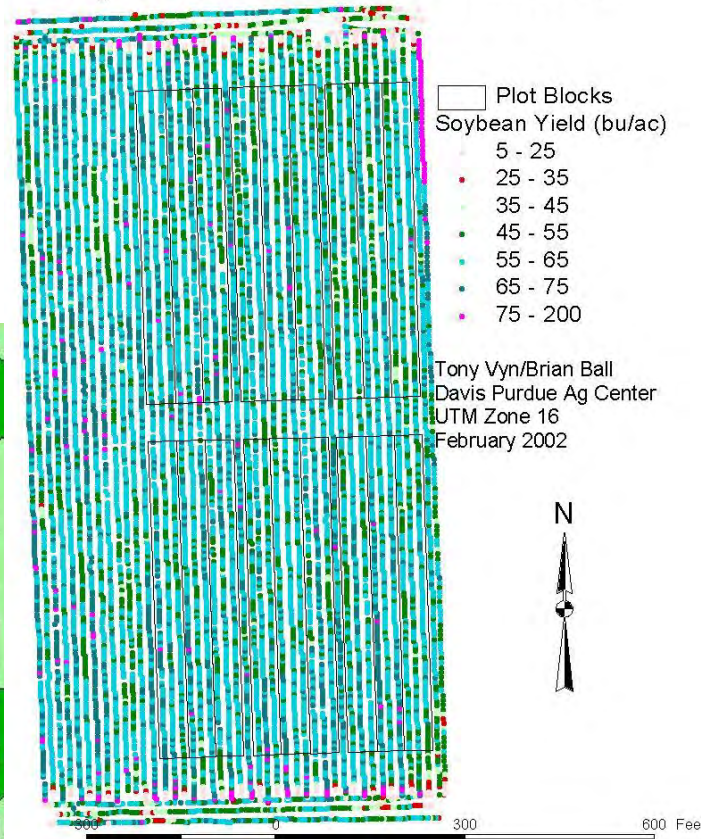 Plot Blocks
Soybean Yield (bu/ac)
5 - 25
25 - 35
35 - 45
45 - 55
55 - 65
65 - 75
75 - 200
Tony Vyn/Brian Ball
Davis Purdue Ag Center
UTM Zone 16
February 2002
N
300 0 300 600 Fee